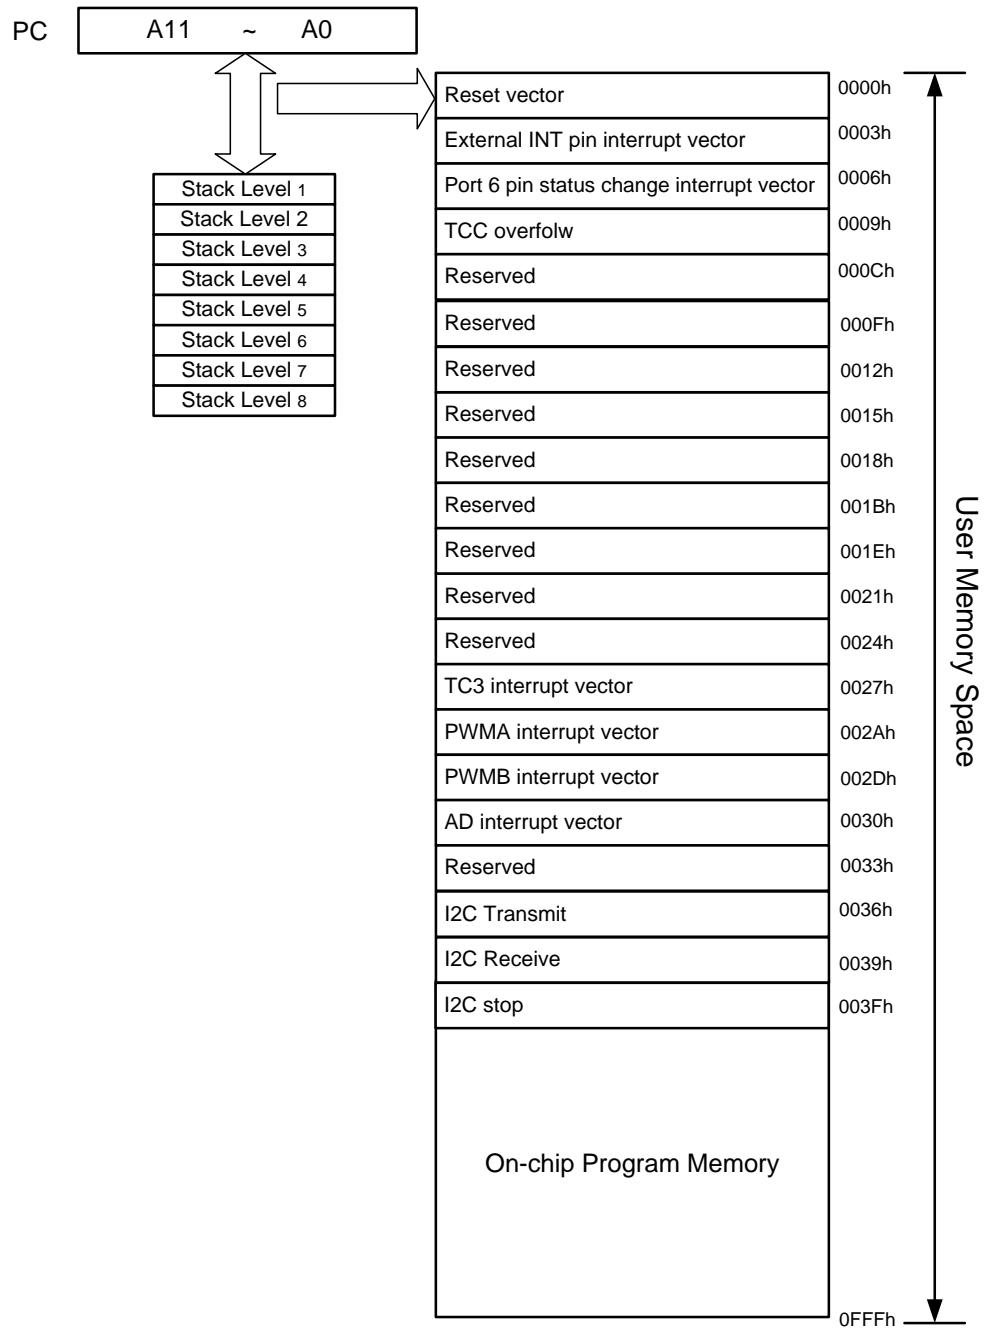 PC
A11 ~ A0
Stack Level 1
Stack Level 2
Stack Level 3
Stack Level 4
Stack Level 5
Stack Level 6
Stack Level 7
Stack Level 8
Reset vector 0000h
External INT pin interrupt vector 0003h
Port 6 pin status change interrupt vector 0006h
TCC overfolw 0009h
Reserved 000Ch
Reserved 000Fh
Reserved 0012h
Reserved 0015h
Reserved 0018h
Reserved 001Bh
Reserved 001Eh
Reserved 0021h
Reserved 0024h
TC3 interrupt vector 0027h
PWMA interrupt vector 002Ah
PWMB interrupt vector 002Dh
AD interrupt vector 0030h
Reserved 0033h
I2C Transmit 0036h
I2C Receive 0039h
I2C stop 003Fh
On-chip Program Memory
0FFFh
User Memory Space